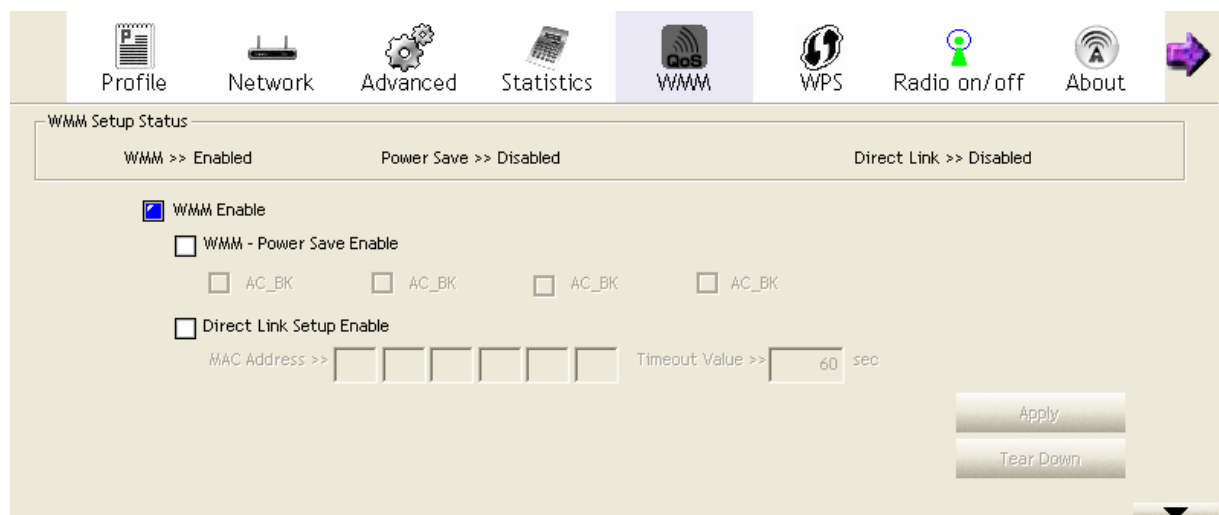 P
QoS
Profile Network Advanced Statistics WMM WPS Radio on/off About
WMM Setup Status
WMM >> Enabled Power Save >> Disabled Direct Link >> Disabled
WMM Enable
WMM - Power Save Enable
AC_BK AC_BK AC_BK AC_BK
Direct Link Setup Enable
MAC Address >> Timeout Value >> 60 sec
Apply
Tear Down